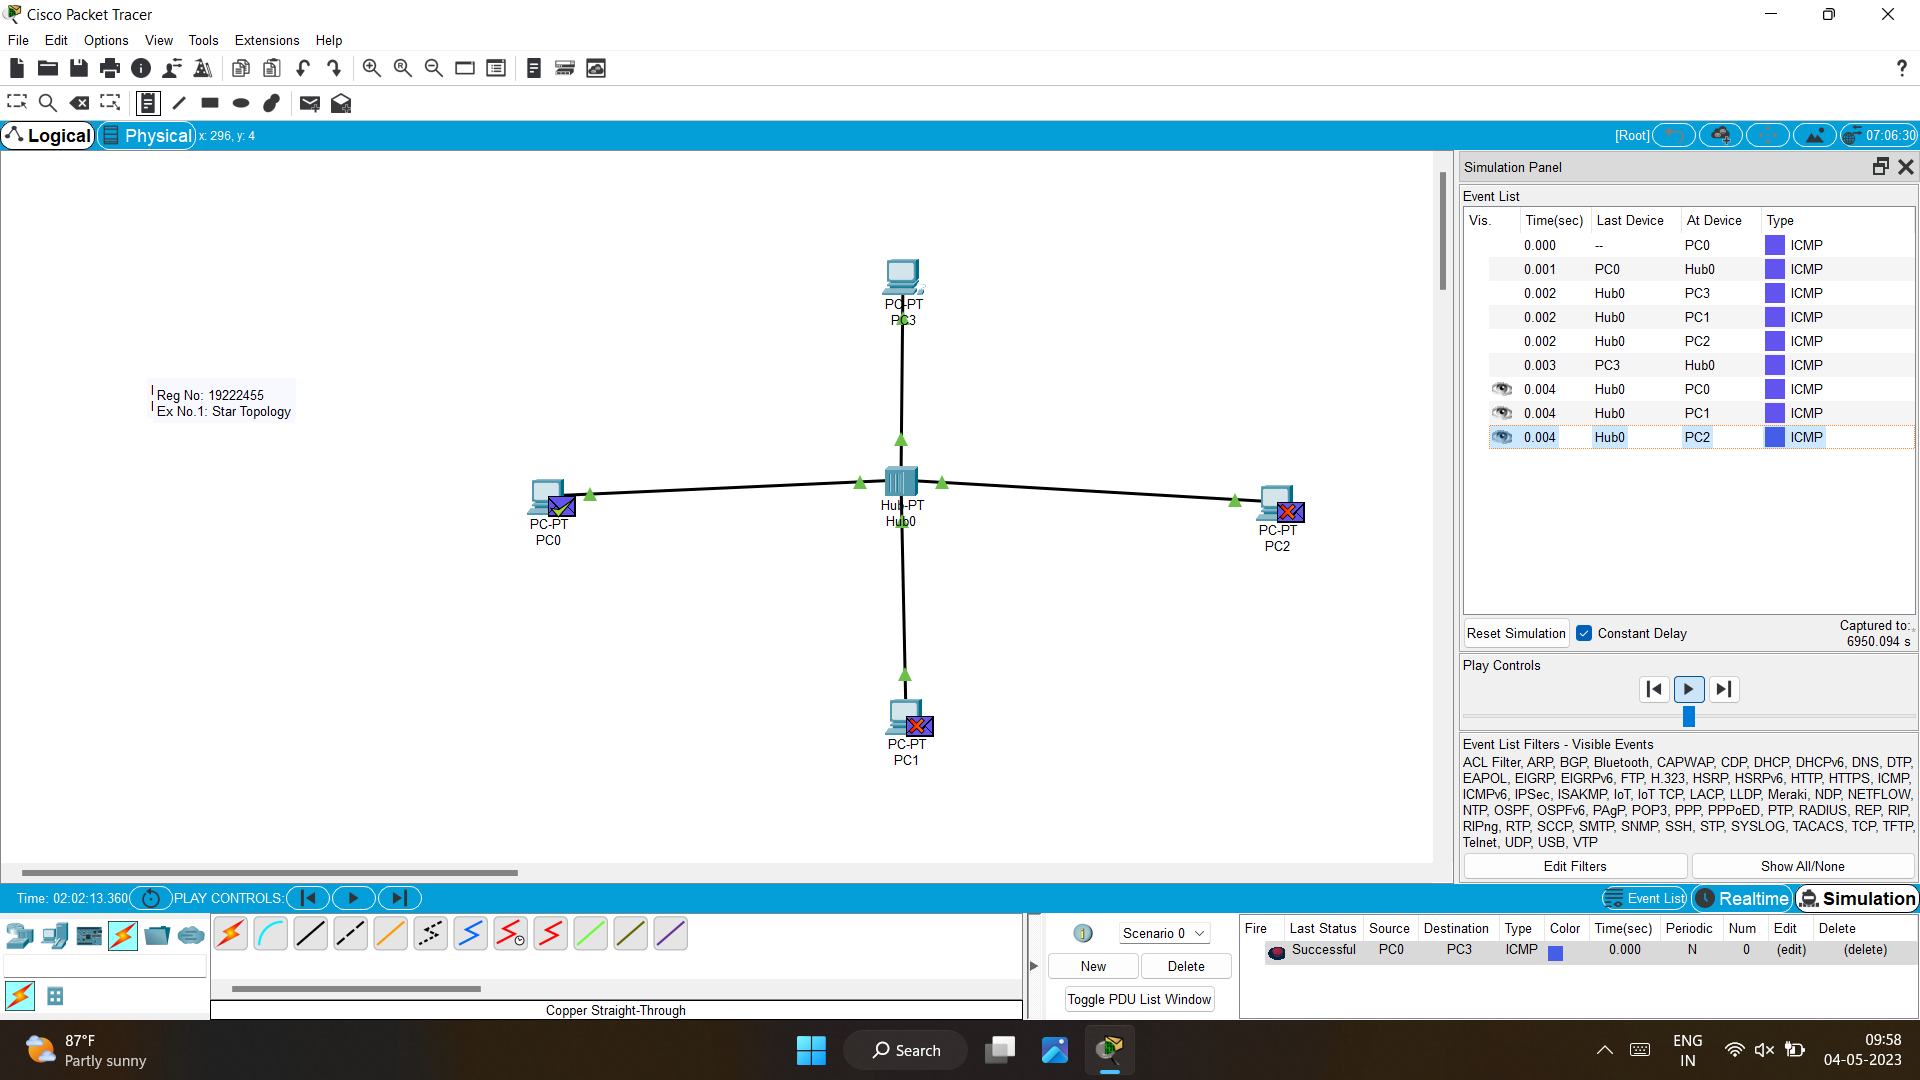 Cisco Packet Tracer
File Edit Options View Tools Extensions Help
Logical Physical x: 296, y: 4 [Root] 07:06:30
Simulation Panel
Event List
Vis. Time(sec) Last Device At Device Type
0.000 -- PC0 ICMP
0.001 PC0 Hub0 ICMP
0.002 Hub0 PC3 ICMP
0.002 Hub0 PC1 ICMP
0.002 Hub0 PC2 ICMP
0.003 PC3 Hub0 ICMP
0.004 Hub0 PC0 ICMP
0.004 Hub0 PC1 ICMP
0.004 Hub0 PC2 ICMP
PC-PT
PC3
Reg No: 19222455
Ex No.1: Star Topology
PC-PT
PC0
Hub-PT
Hub0
PC-PT
PC2
PC-PT
PC1
Reset Simulation Constant Delay Captured to:
6950.094 s
Play Controls
Event List Filters - Visible Events
ACL Filter, ARP, BGP, Bluetooth, CAPWAP, CDP, DHCP, DHCPv6, DNS, DTP,
EAPOL, EIGRP, EIGRPv6, FTP, H.323, HSRP, HSRPv6, HTTP, HTTPS, ICMP,
ICMPv6, IPSec, ISAKMP, IoT, IoT TCP, LACP, LLDP, Meraki, NDP, NETFLOW,
NTP, OSPF, OSPFv6, PAgP, POP3, PPP, PPPoED, PTP, RADIUS, REP, RIP,
RIPng, RTP, SCCP, SMTP, SNMP, SSH, STP, SYSLOG, TACACS, TCP, TFTP,
Telnet, UDP, USB, VTP
Edit Filters Show All/None
Time: 02:02:13.360 PLAY CONTROLS: Event List Realtime Simulation
Scenario 0
New Delete
Toggle PDU List Window
Fire Last Status Source Destination Type Color Time(sec) Periodic Num Edit Delete
Successful PC0 PC3 ICMP 0.000 N 0 (edit) (delete)
Copper Straight-Through
87°F
Partly sunny
Search
ENG
IN
09:58
04-05-2023